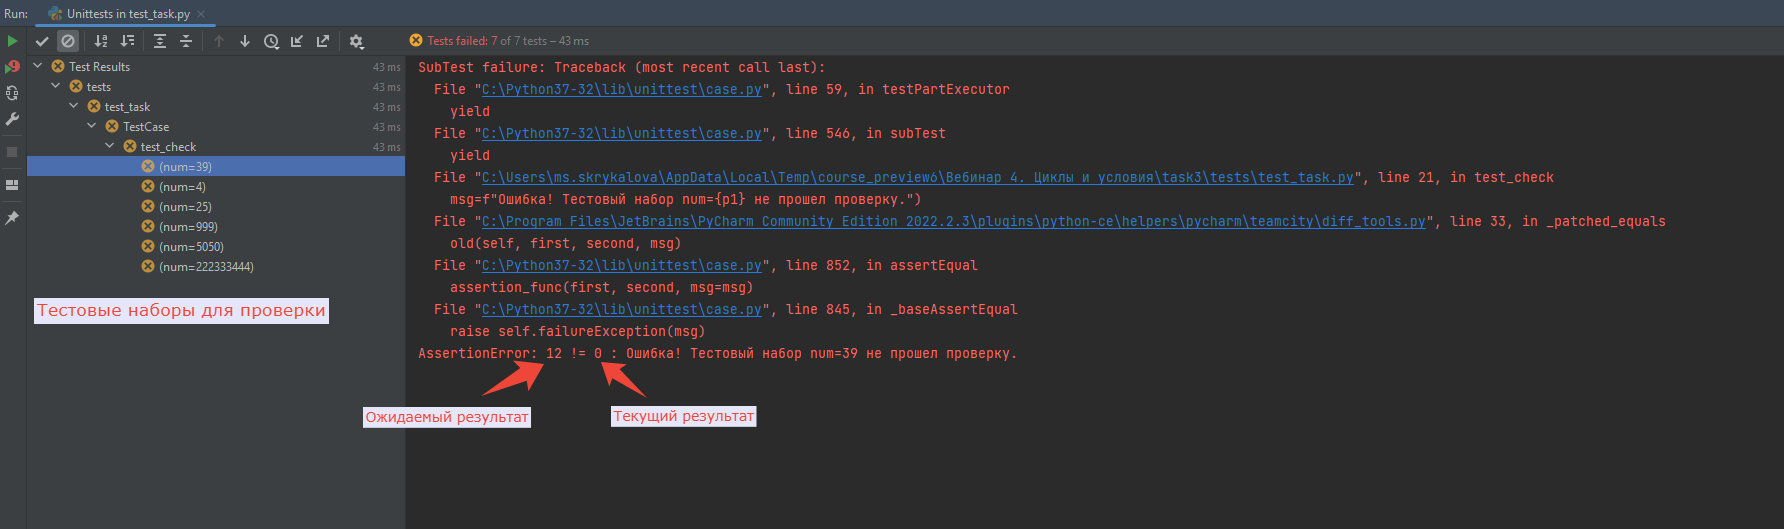 Run: Unittests in test_task.py
Tests failed: 7 of 7 tests – 43 ms
Test Results 43 ms
tests 43 ms
test_task 43 ms
TestCase 43 ms
test_check 43 ms
(num=39)
(num=4)
(num=25)
(num=999)
(num=5050)
(num=222333444)
Тестовые наборы для проверки
SubTest failure: Traceback (most recent call last):
File "C:\Python37-32\lib\unittest\case.py", line 59, in testPartExecutor
yield
File "C:\Python37-32\lib\unittest\case.py", line 546, in subTest
yield
File "C:\Users\ms.skrykalova\AppData\Local\Temp\course_preview6\Вебинар 4. Циклы и условия\task3\tests\test_task.py", line 21, in test_check
msg=f"Ошибка! Тестовый набор num={p1} не прошел проверку.")
File "C:\Program Files\JetBrains\PyCharm Community Edition 2022.2.3\plugins\python-ce\helpers\pycharm\teamcity\diff_tools.py", line 33, in _patched_equals
old(self, first, second, msg)
File "C:\Python37-32\lib\unittest\case.py", line 852, in assertEqual
assertion_func(first, second, msg=msg)
File "C:\Python37-32\lib\unittest\case.py", line 845, in _baseAssertEqual
raise self.failureException(msg)
AssertionError: 12 != 0 : Ошибка! Тестовый набор num=39 не прошел проверку.
Ожидаемый результат
Текущий результат